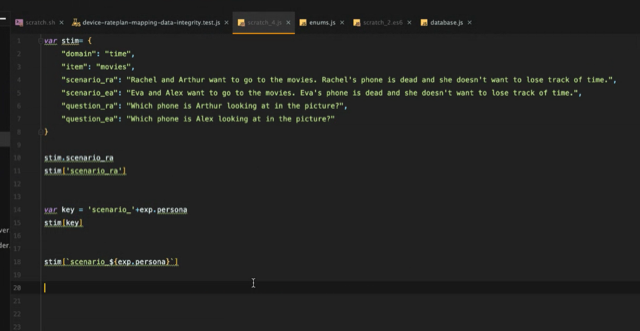 scratch.sh
device-rateplan-mapping-data-integrity.test.js
scratch_4.js
enums.js
scratch_2.es6
database.js
1 var stim= {
2 "domain": "time",
3 "item": "movies",
4 "scenario_ra": "Rachel and Arthur want to go to the movies. Rachel's phone is dead and she doesn't want to lose track of time.",
5 "scenario_ea": "Eva and Alex want to go to the movies. Eva's phone is dead and she doesn't want to lose track of time.",
6 "question_ra": "Which phone is Arthur looking at in the picture?",
7 "question_ea": "Which phone is Alex looking at in the picture?"
8 }
9
10 stim.scenario_ra
11 stim['scenario_ra']
12
13
14 var key = 'scenario_'+exp.persona
15 stim[key]
16
17
18 stim[`scenario_${exp.persona}`]
19
20
21
22
23
ver
der.